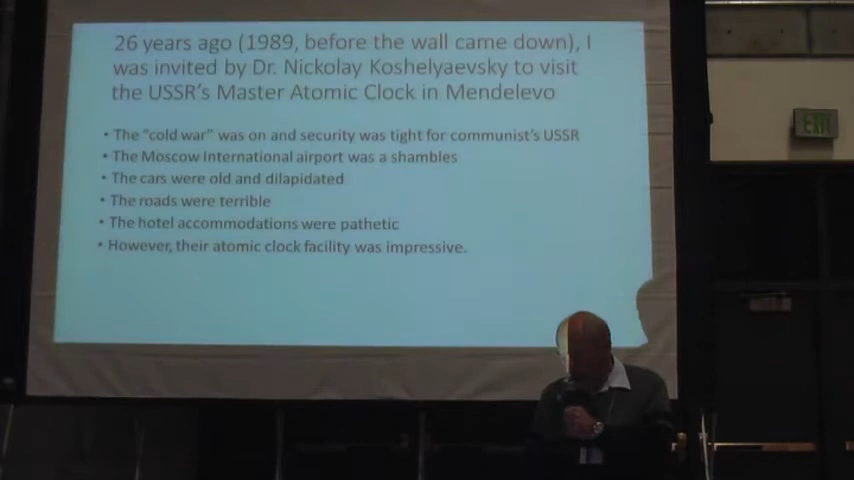 26 years ago (1989, before the wall came down), I
was invited by Dr. Nickolay Koshelyaevsky to visit
the USSR's Master Atomic Clock in Mendelevo
• The "cold war" was on and security was tight for communist's USSR
• The Moscow International airport was a shambles
• The cars were old and dilapidated
• The roads were terrible
• The hotel accommodations were pathetic
• However, their atomic clock facility was impressive.
EXIT